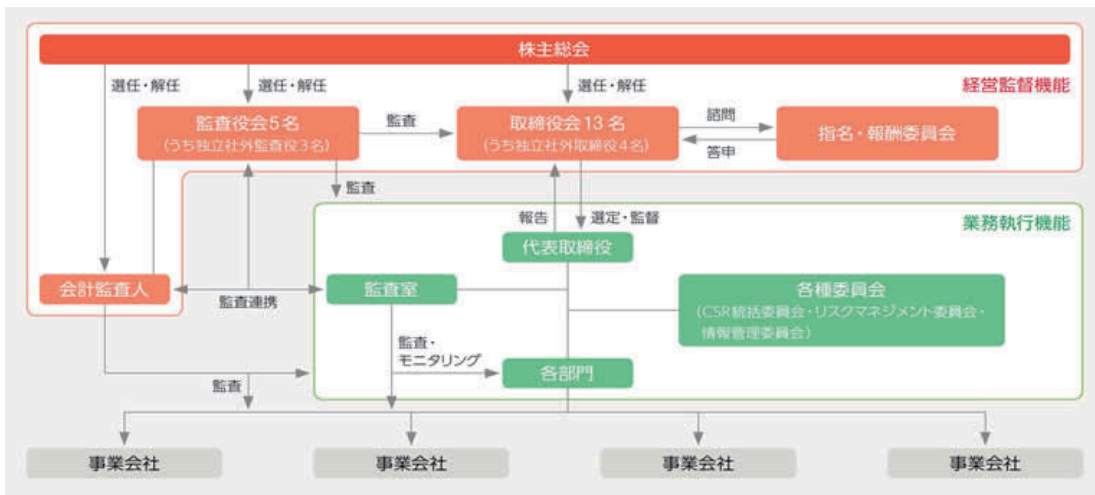 株主総会
選任・解任
選任・解任
選任・解任
経営監督機能
監査役会5名
(うち独立社外監査役3名)
監査
取締役会13名
(うち独立社外取締役4名)
諮問
答申
指名・報酬委員会
監査
報告
選定・監督
業務執行機能
代表取締役
会計監査人
監査連携
監査室
各種委員会
(CSR統括委員会・リスクマネジメント委員会・
情報管理委員会)
監査・
モニタリング
各部門
監査
事業会社
事業会社
事業会社
事業会社